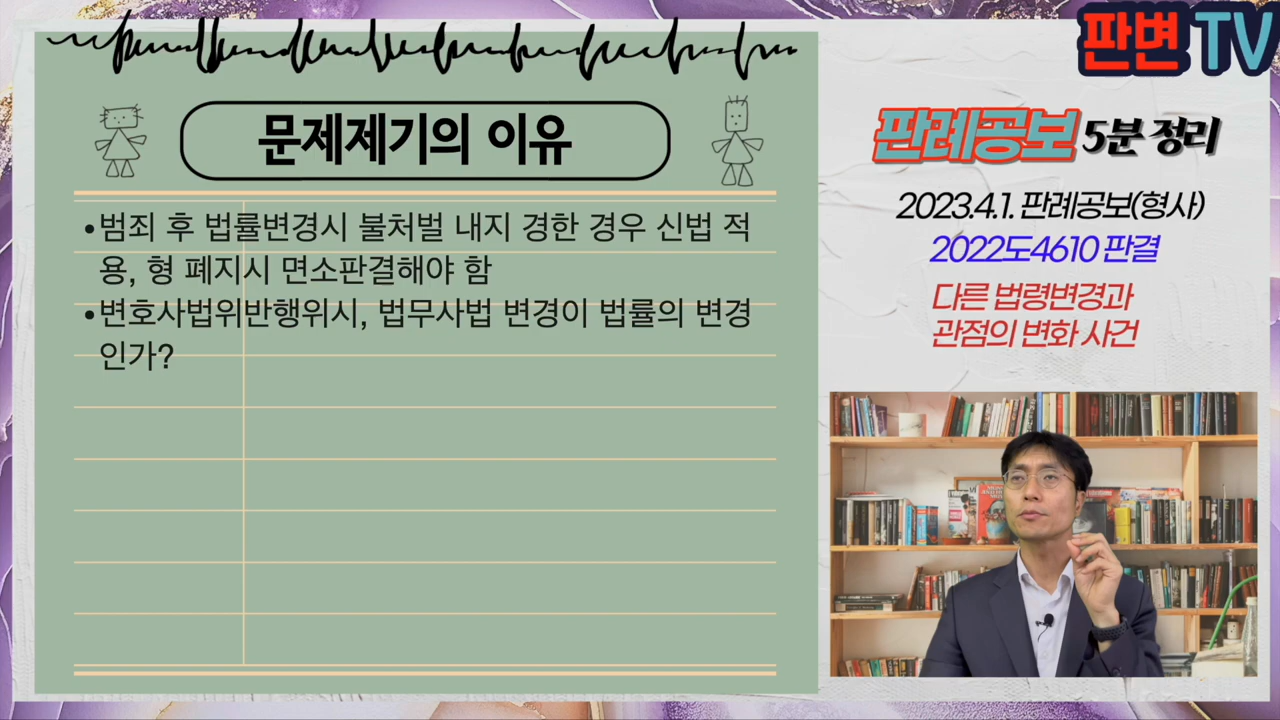 판변 TV
문제제기의 이유
•범죄 후 법률변경시 불처벌 내지 경한 경우 신법 적
용, 형 폐지시 면소판결해야 함
•변호사법위반행위시, 법무사법 변경이 법률의 변경
인가?
판례공보 5분 정리
2023.4.1. 판례공보(형사)
2022도4610 판결
다른 법령변경과
관점의 변화 사건